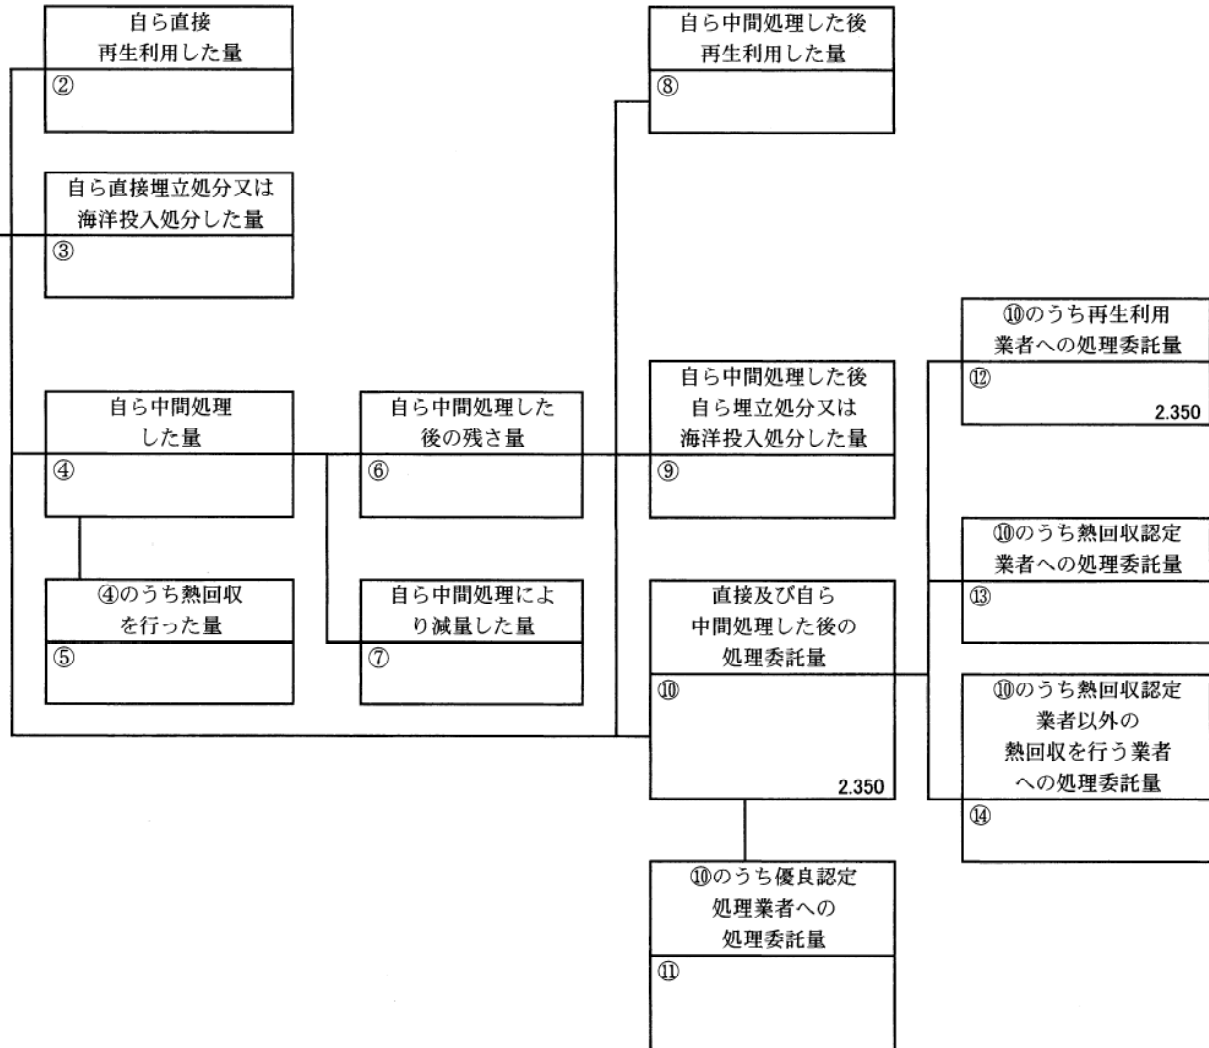 自ら直接
再生利用した量
②
自ら中間処理した後
再生利用した量
⑧
自ら直接埋立処分又は
海洋投入処分した量
③
⑩のうち再生利用
業者への処理委託量
⑫
2.350
自ら中間処理
した量
④
自ら中間処理した
後の残さ量
⑥
自ら中間処理した後
自ら埋立処分又は
海洋投入処分した量
⑨
⑩のうち熱回収認定
業者への処理委託量
⑬
④のうち熱回収
を行った量
⑤
自ら中間処理によ
り減量した量
⑦
直接及び自ら
中間処理した後の
処理委託量
⑩
2.350
⑩のうち熱回収認定
業者以外の
熱回収を行う業者
への処理委託量
⑭
⑩のうち優良認定
処理業者への
処理委託量
⑪